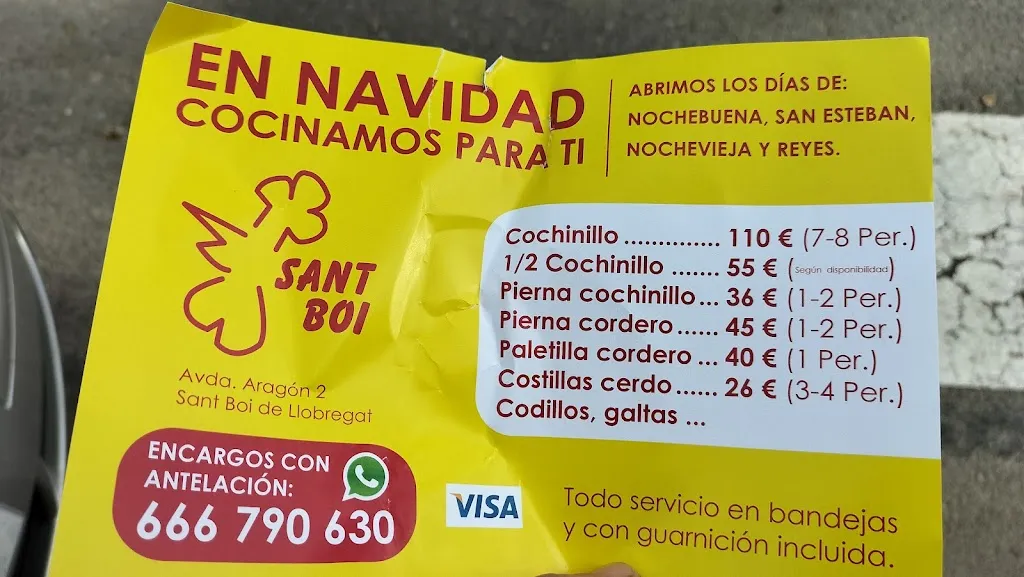 EN NAVIDAD
COCINAMOS PARA TI
ABRIMOS LOS DÍAS DE:
NOCHEBUENA, SAN ESTEBAN,
NOCHEVIEJA Y REYES.
SANT
BOI
Avda. Aragón 2
Sant Boi de Llobregat
ENCARGOS CON
ANTELACIÓN:
666 790 630
Cochinillo .............. 110 € (7-8 Per.)
1/2 Cochinillo ....... 55 € (Según disponibilidad)
Pierna cochinillo... 36 € (1-2 Per.)
Pierna cordero ...... 45 € (1-2 Per.)
Paletilla cordero ... 40 € (1 Per.)
Costillas cerdo ...... 26 € (3-4 Per.)
Codillos, galtas ...
VISA
Todo servicio en bandejas
y con guarnición incluida.